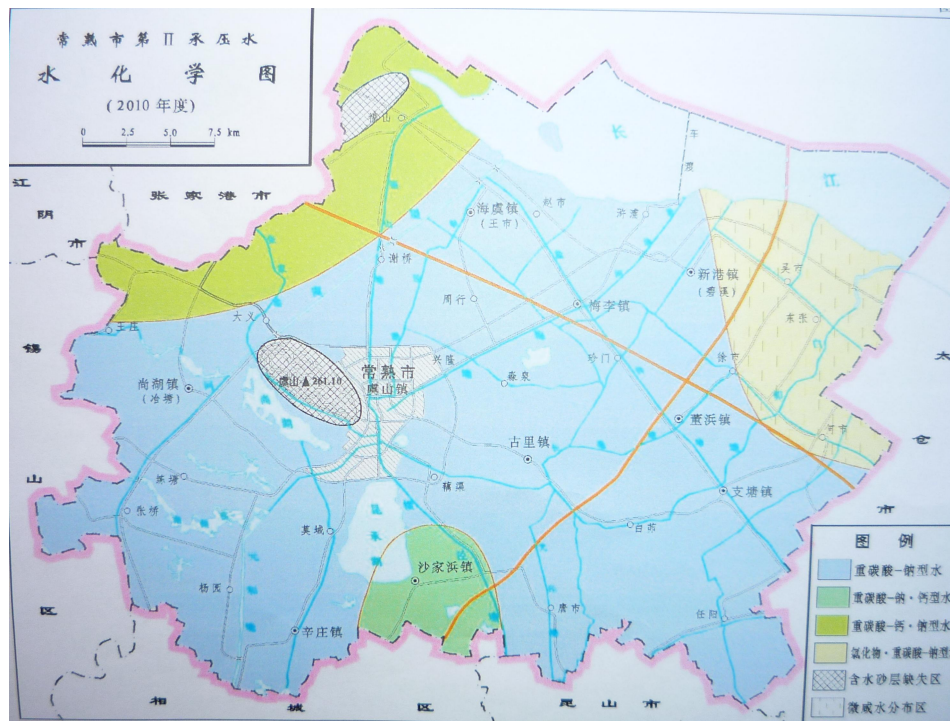 常熟市第II承压水
水化学图
(2010年度)
0 2.5 5.0 7.5 km
长
江
江
阴
市
张家港市
海虞镇
(王市)
赵市
浒浦
谢桥
新港镇
(碧溪)
吴市
周行
梅李镇
东张
大义
王庄
锡
太
兴隆
珍门
徐市
常熟市
虞山镇
虞山▲261.10
尚湖镇
(冶塘)
淼泉
董浜镇
古里镇
何市
仓
山
练塘
藕渠
支塘镇
市
张桥
莫城
白茆
图例
沙家浜镇
重碳酸-钠型水
杨园
重碳酸-钠·钙型水
区
唐市
任阳
重碳酸-钙·钠型水
辛庄镇
氯化物·重碳酸-钠型
含水砂层缺失区
微咸水分布区
相城区
昆山市